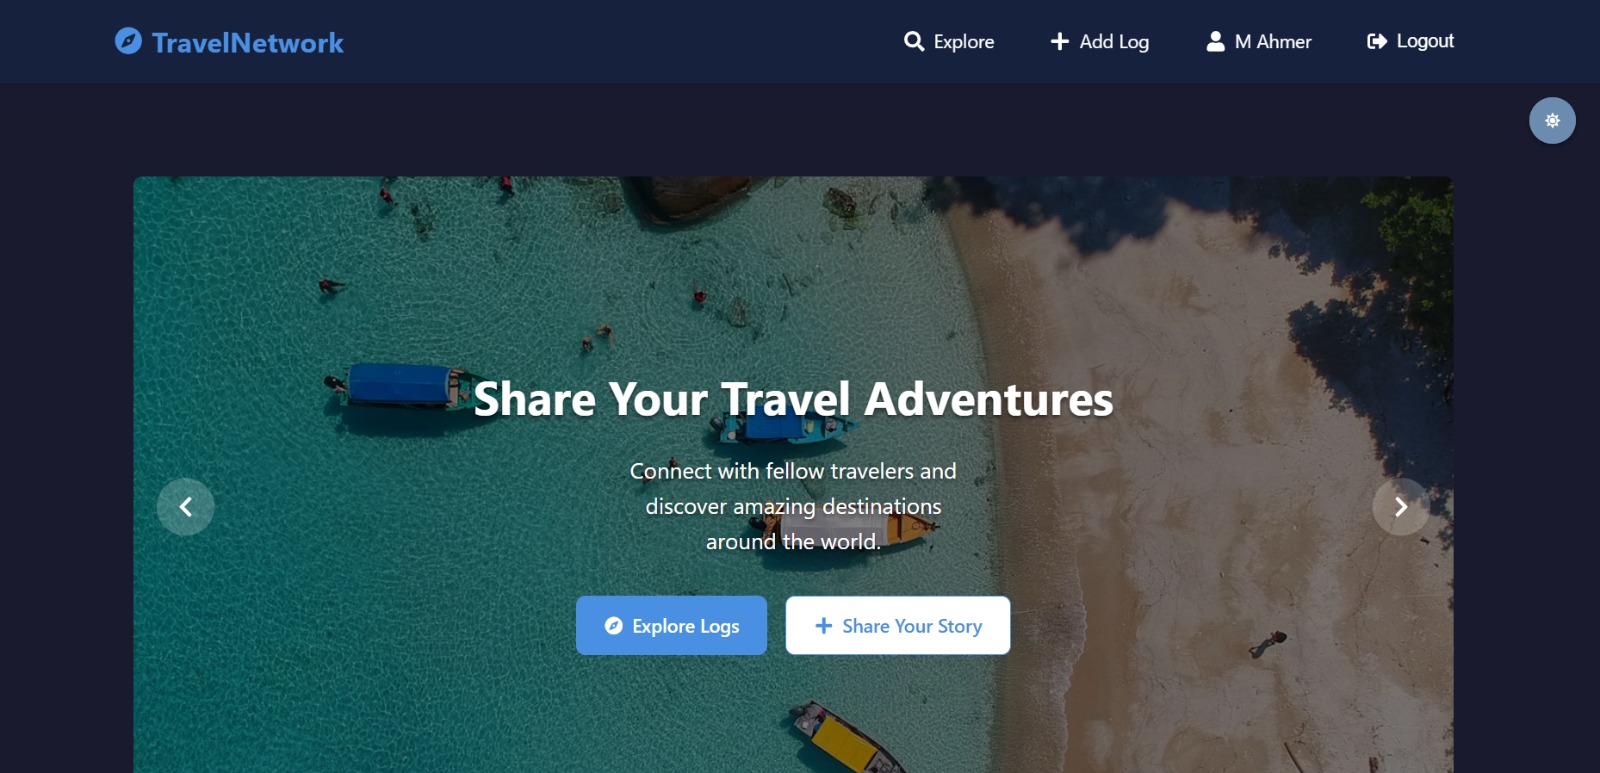 TravelNetwork
Explore
Add Log
M Ahmer
Logout
Share Your Travel Adventures
Connect with fellow travelers and
discover amazing destinations
around the world.
Explore Logs
Share Your Story